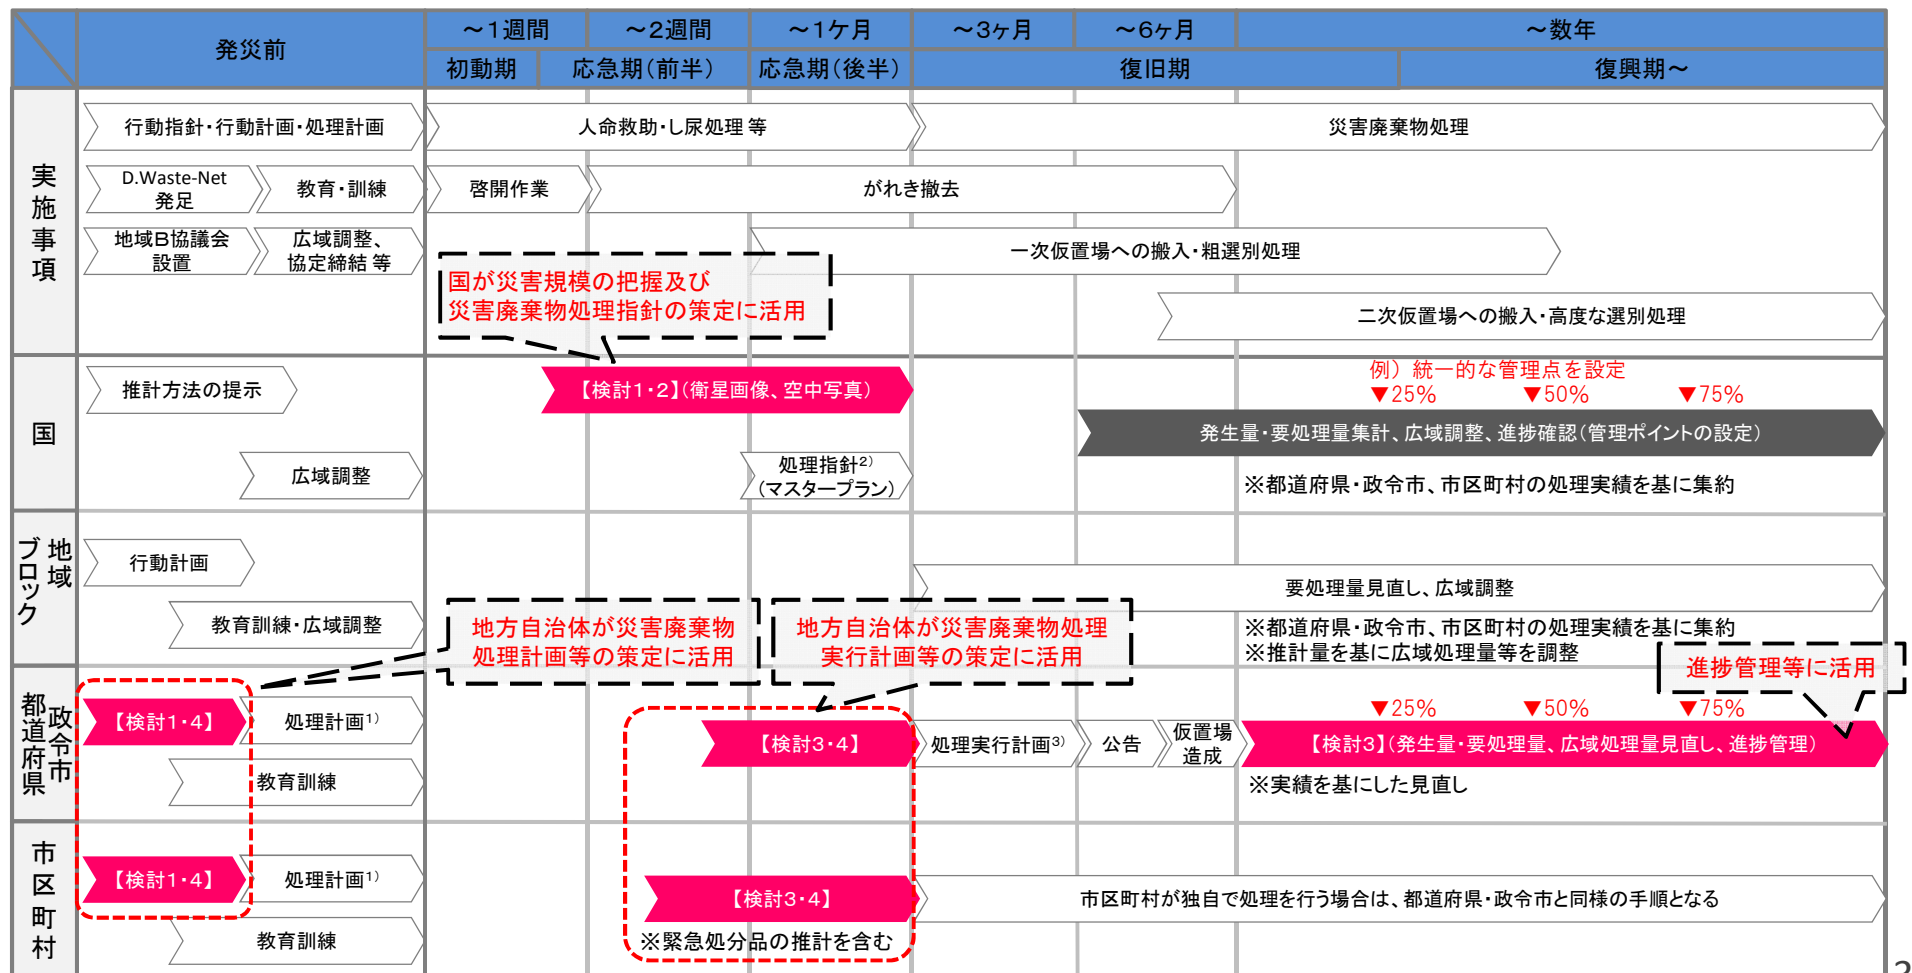 発災前
～1週間
～2週間
～1ケ月
～3ヶ月
～6ヶ月
～数年
初動期
応急期(前半)
応急期(後半)
復旧期
復興期～
実施事項
行動指針・行動計画・処理計画
人命救助・し尿処理 等
災害廃棄物処理
D.Waste-Net
発足
教育・訓練
啓開作業
がれき撤去
地域B協議会
設置
広域調整、
協定締結 等
一次仮置場への搬入・粗選別処理
国が災害規模の把握及び
災害廃棄物処理指針の策定に活用
二次仮置場への搬入・高度な選別処理
国
推計方法の提示
【検討1・2】(衛星画像、空中写真)
例）統一的な管理点を設定
▼25%
▼50%
▼75%
発生量・要処理量集計、広域調整、進捗確認(管理ポイントの設定)
広域調整
処理指針2)
(マスタープラン)
※都道府県・政令市、市区町村の処理実績を基に集約
地域
ブロック
行動計画
要処理量見直し、広域調整
教育訓練・広域調整
※都道府県・政令市、市区町村の処理実績を基に集約
※推計量を基に広域処理量等を調整
地方自治体が災害廃棄物
処理計画等の策定に活用
地方自治体が災害廃棄物処理
実行計画等の策定に活用
進捗管理等に活用
政令市
都道府県
【検討1・4】
処理計画1)
【検討3・4】
処理実行計画3)
公告
仮置場
造成
▼25%
▼50%
▼75%
【検討3】(発生量・要処理量、広域処理量見直し、進捗管理)
教育訓練
※実績を基にした見直し
市区町村
【検討1・4】
処理計画1)
【検討3・4】
市区町村が独自で処理を行う場合は、都道府県・政令市と同様の手順となる
教育訓練
※緊急処分品の推計を含む